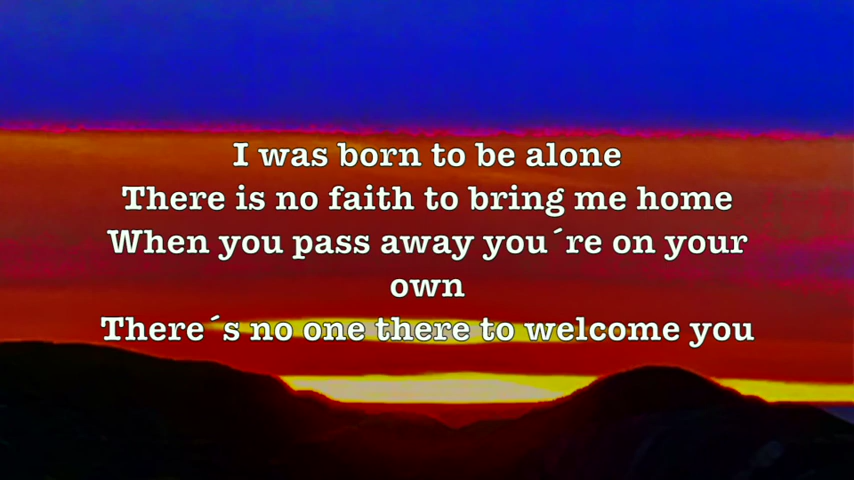 I was born to be alone
There is no faith to bring me home
When you pass away you´re on your
own
There´s no one there to welcome you